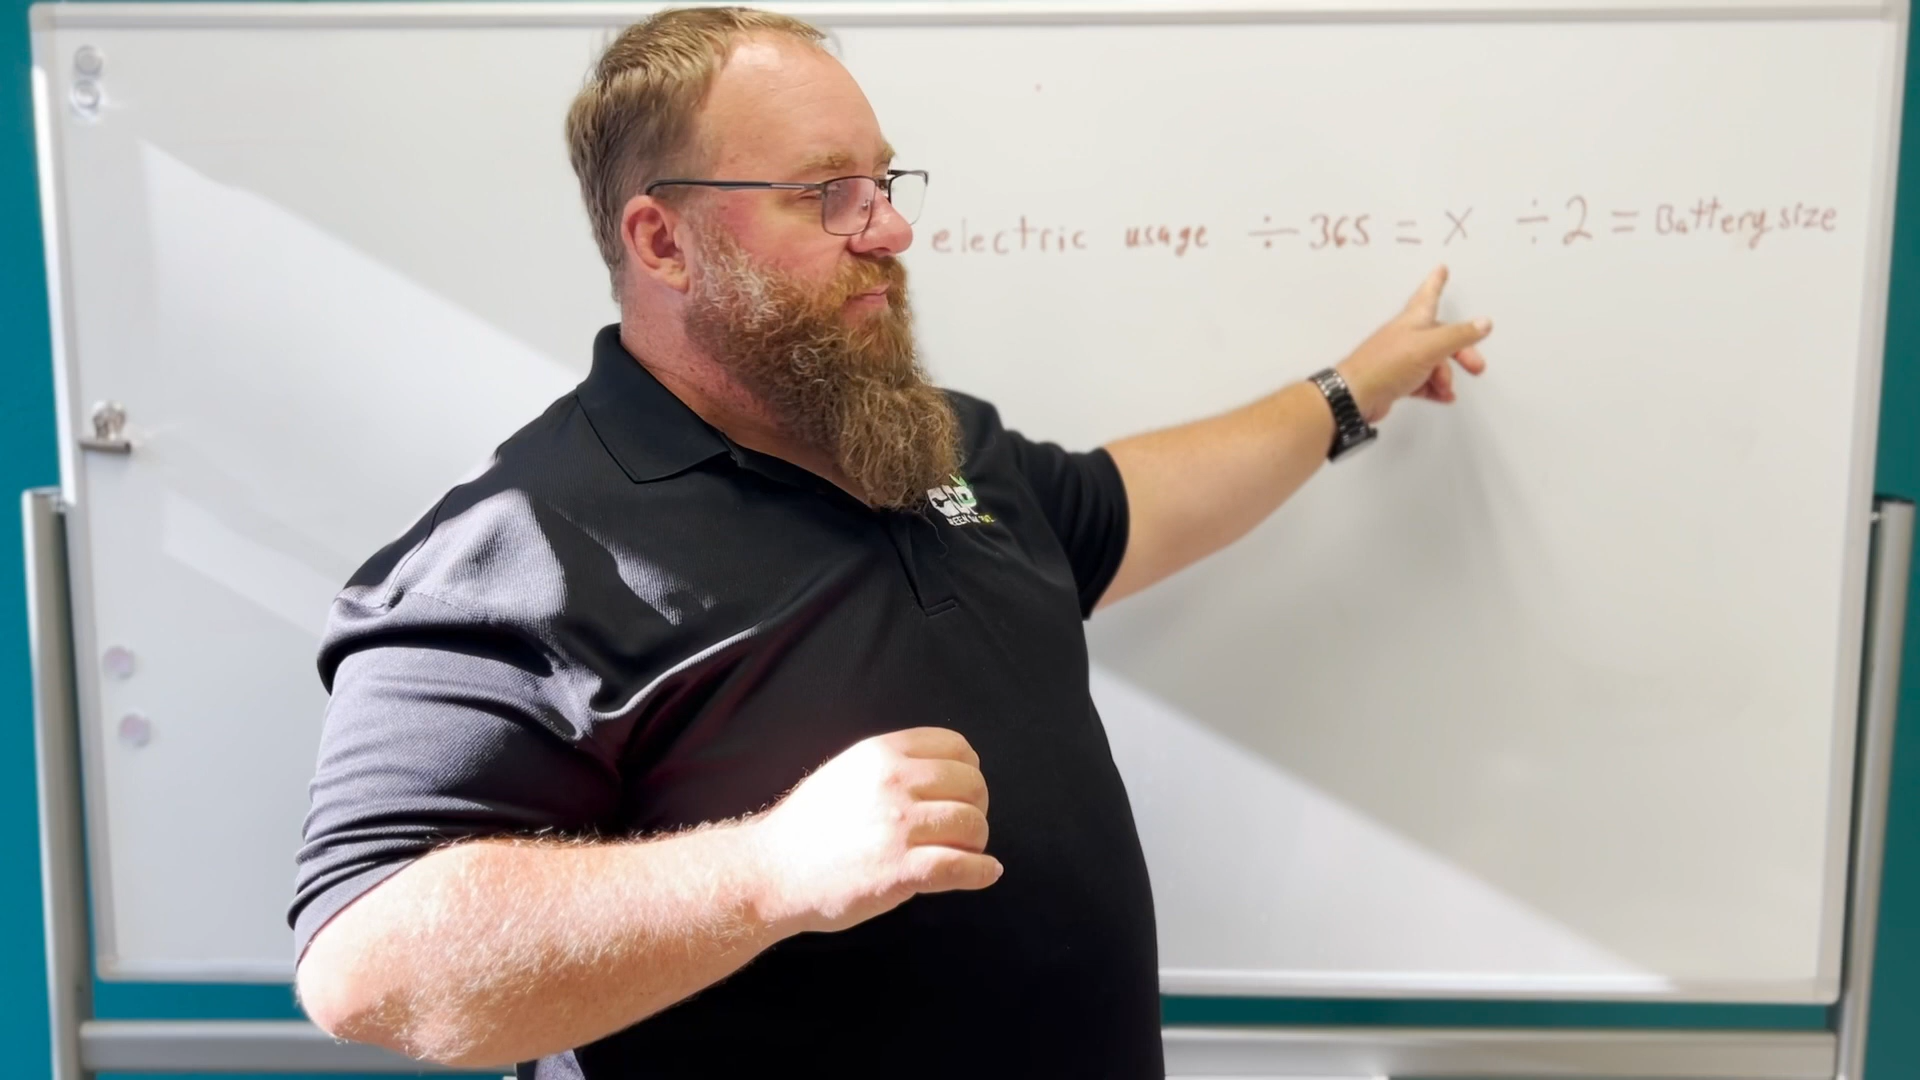 electric usage ÷ 365 = x ÷ 2 = Battery size